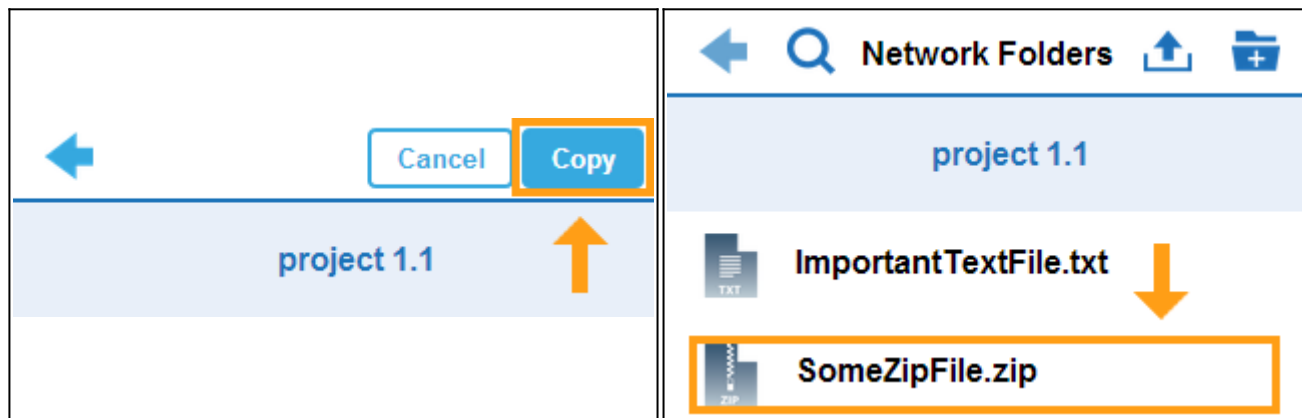 Cancel Copy
project 1.1
Network Folders
project 1.1
TXT
ImportantTextFile.txt
ZIP
SomeZipFile.zip